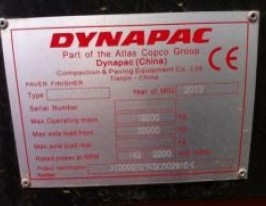 DYNAPAC
Part of the Atlas Copco Group
Dynapac (China)
Compaction & Paving Equipment Co., Ltd.
Tianjin - China
CE
PAVER FINISHER
Type Year of MfG 2013
Serial Number
Max Operating mass kg
Max axle load front kg
Max axle load rear
Rated power at RPM
Product Identification